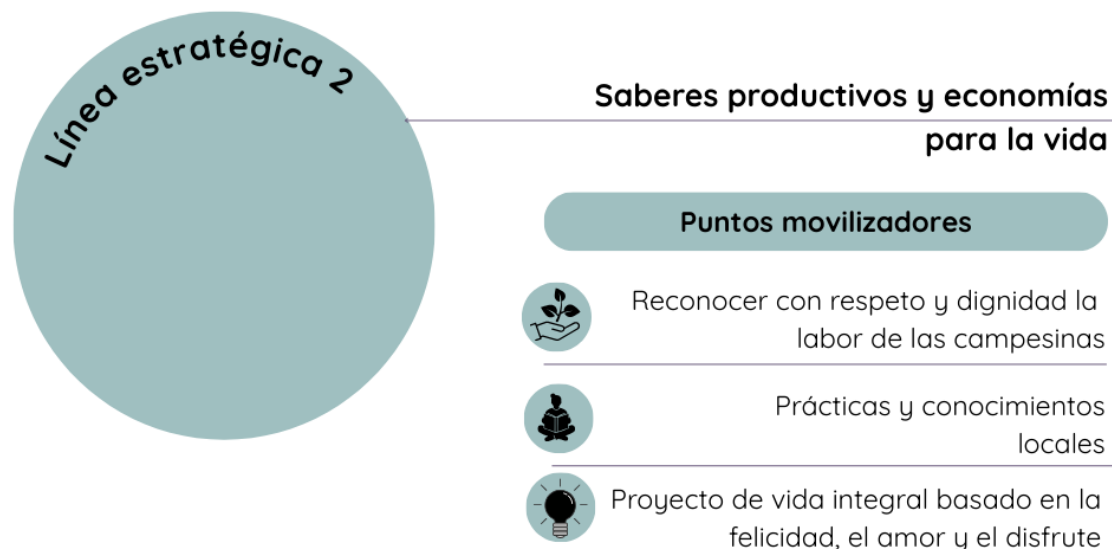 Línea estratégica 2
Saberes productivos y economías
para la vida
Puntos movilizadores
Reconocer con respeto y dignidad la
labor de las campesinas
Prácticas y conocimientos
locales
Proyecto de vida integral basado en la
felicidad, el amor y el disfrute